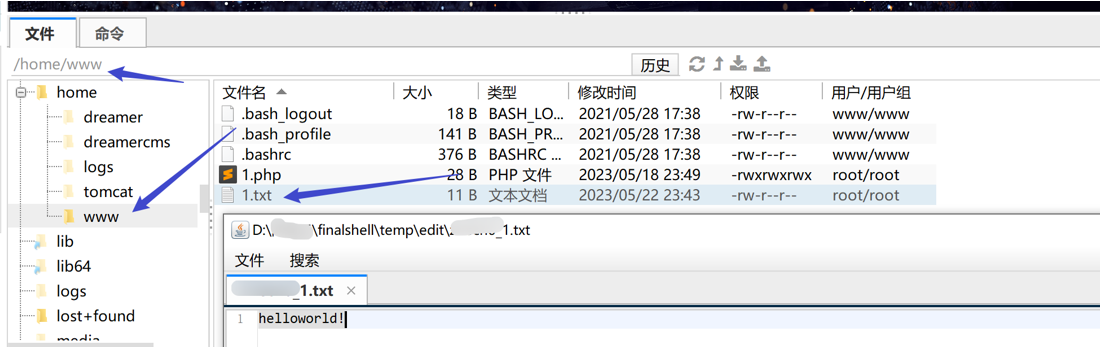 文件 命令
/home/www 历史
home
dreamer
dreamercms
logs
tomcat
www
lib
lib64
logs
lost+found
media
文件名 大小 类型 修改时间 权限 用户/用户组
.bash_logout 18 B BASH_LO... 2021/05/28 17:38 -rw-r--r-- www/www
.bash_profile 141 B BASH_PR... 2021/05/28 17:38 -rw-r--r-- www/www
.bashrc 376 B BASHRC ... 2021/05/28 17:38 -rw-r--r-- www/www
1.php 28 B PHP 文件 2023/05/18 23:49 -rwxrwxrwx root/root
1.txt 11 B 文本文档 2023/05/22 23:43 -rw-r--r-- root/root
D:\ \finalshell\temp\edit\ _1.txt
文件 搜索
_1.txt
1 helloworld!